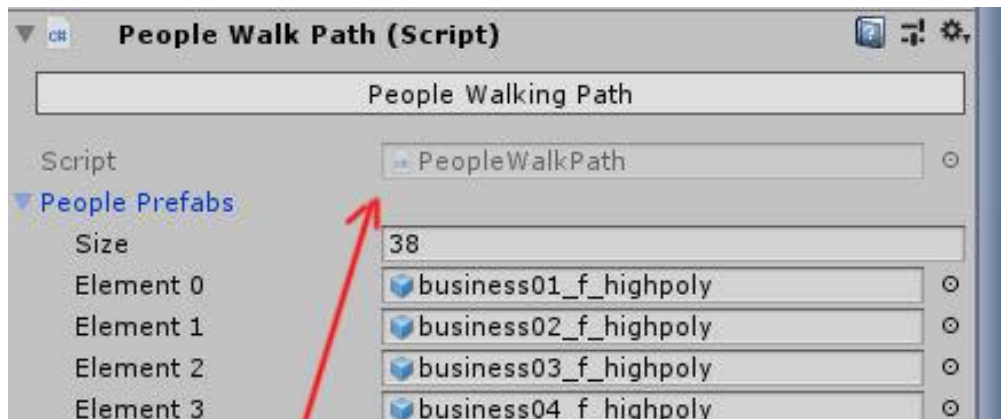 People Walk Path (Script)
People Walking Path
Script PeopleWalkPath
People Prefabs
Size 38
Element 0 business01_f_highpoly
Element 1 business02_f_highpoly
Element 2 business03_f_highpoly
Element 3 business04_f_highpoly